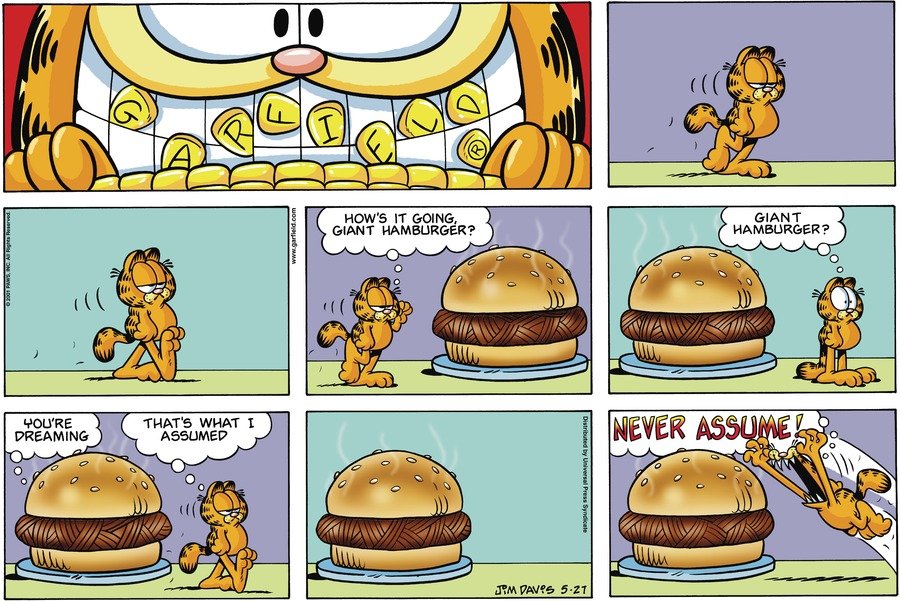 GARFIELD®
© 2001 PAWS, INC. All Rights Reserved.
www.garfield.com
HOW'S IT GOING,
GIANT HAMBURGER?
GIANT
HAMBURGER?
YOU'RE
DREAMING
THAT'S WHAT I
ASSUMED
Distributed by Universal Press Syndicate
JIM DAVIS 5-27
NEVER ASSUME!